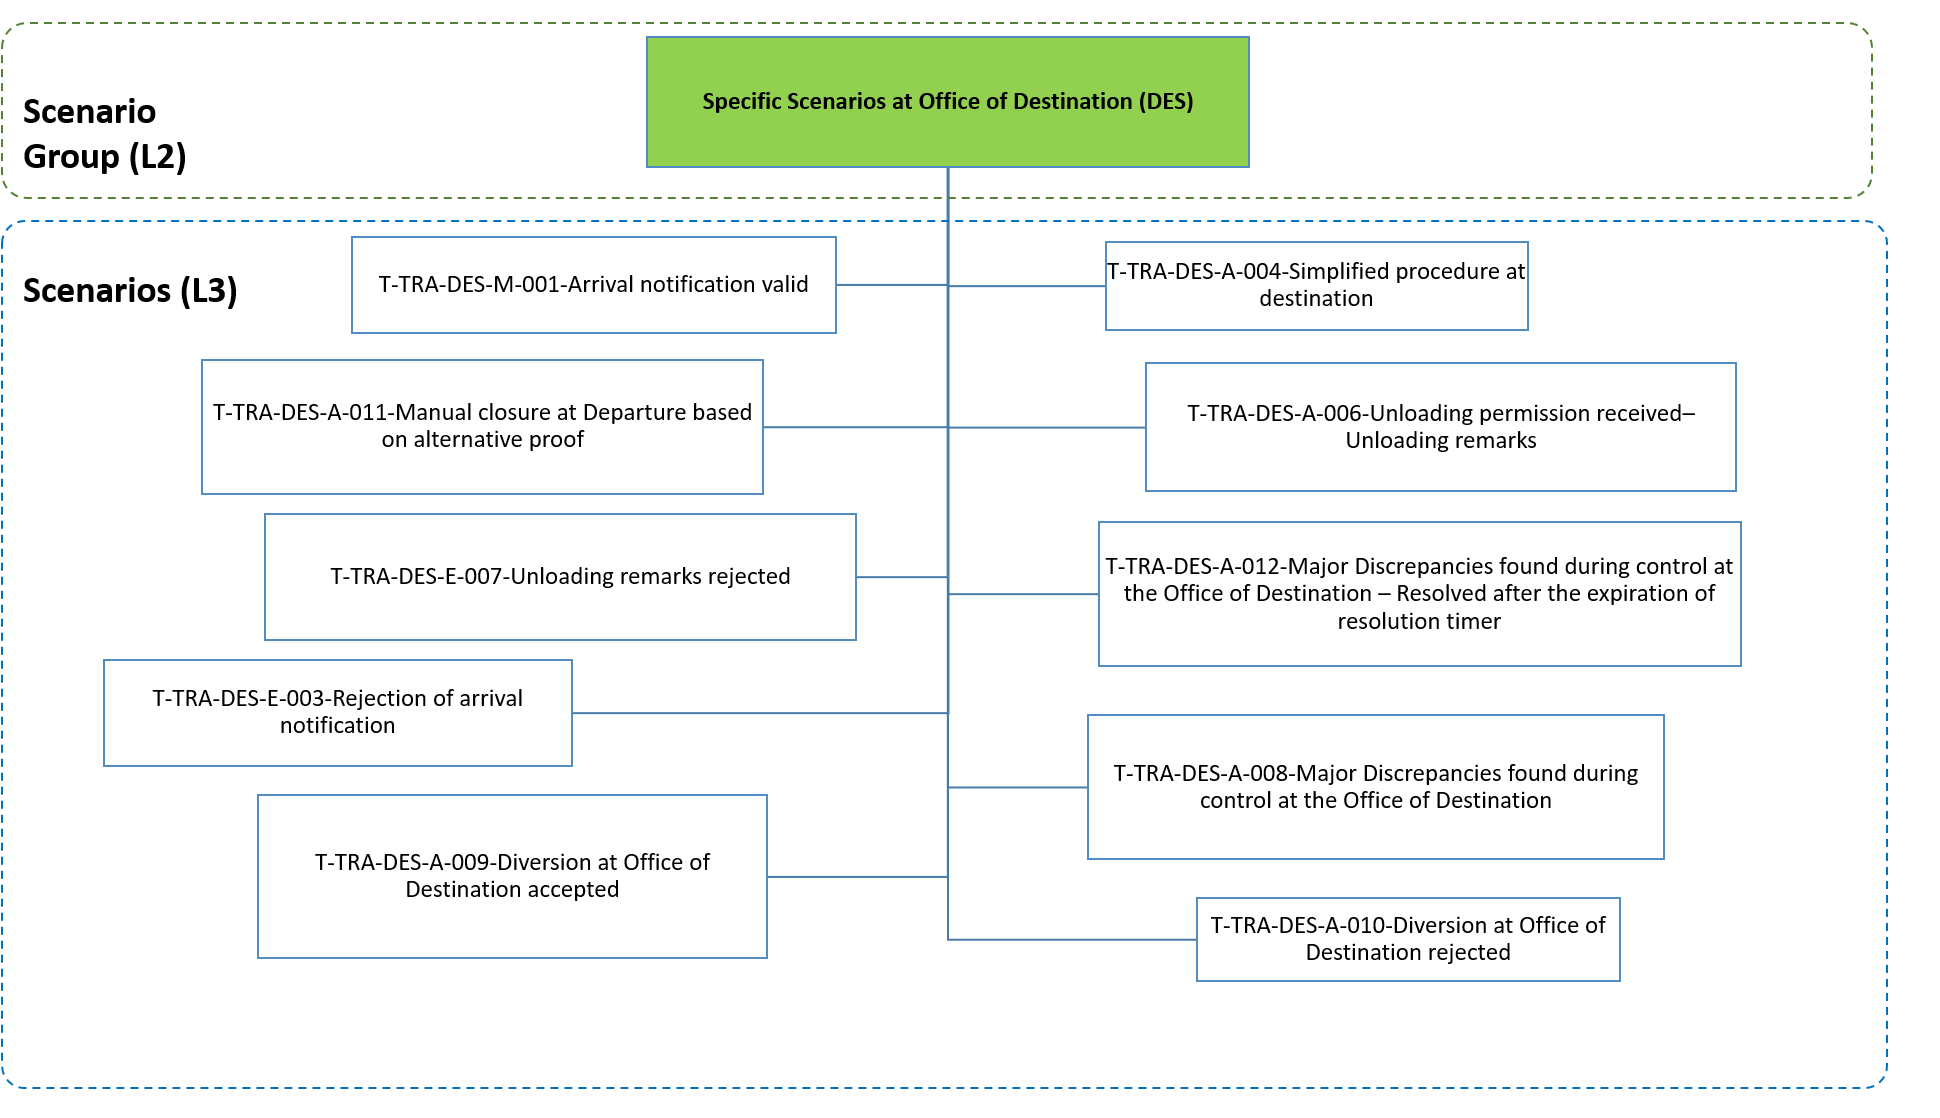 Specific Scenarios at Office of Destination (DES)
Scenario
Group (L2)
Scenarios (L3)
T-TRA-DES-M-001-Arrival notification valid
T-TRA-DES-A-004-Simplified procedure at
destination
T-TRA-DES-A-011-Manual closure at Departure based
on alternative proof
T-TRA-DES-A-006-Unloading permission received–
Unloading remarks
T-TRA-DES-E-007-Unloading remarks rejected
T-TRA-DES-A-012-Major Discrepancies found during control at
the Office of Destination – Resolved after the expiration of
resolution timer
T-TRA-DES-E-003-Rejection of arrival
notification
T-TRA-DES-A-008-Major Discrepancies found during
control at the Office of Destination
T-TRA-DES-A-009-Diversion at Office of
Destination accepted
T-TRA-DES-A-010-Diversion at Office of
Destination rejected